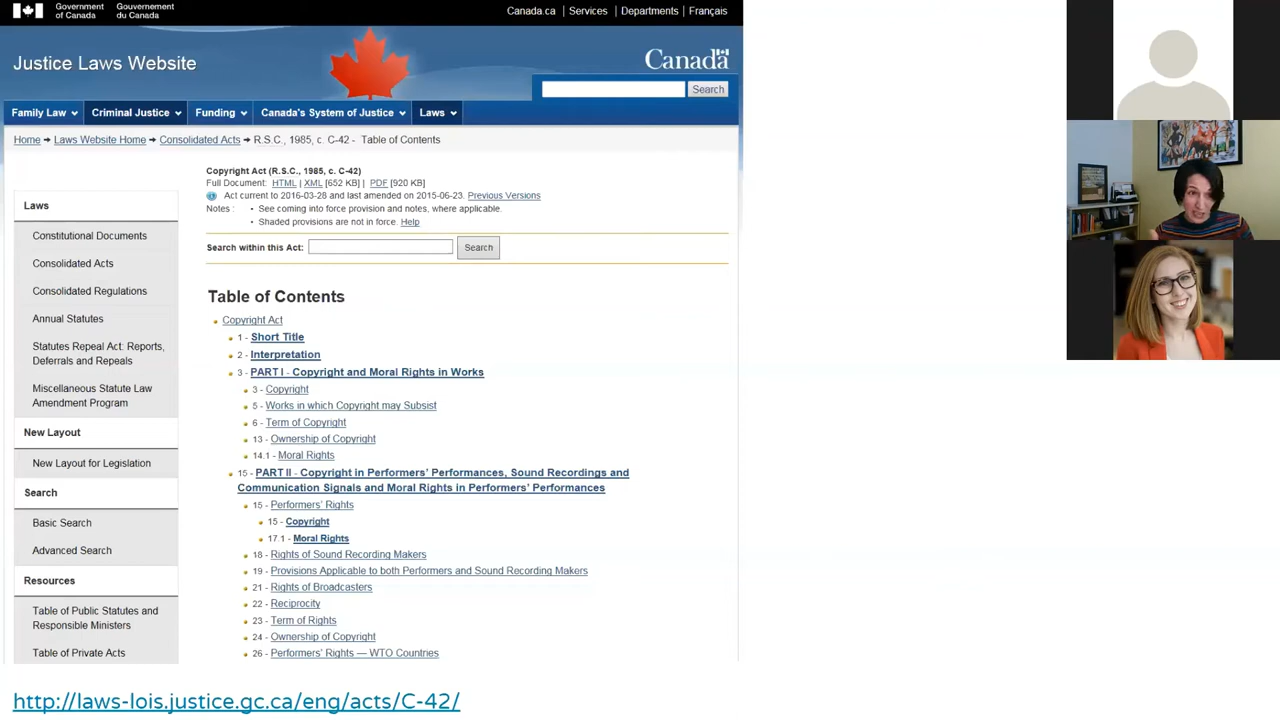 Government of Canada
Gouvernement du Canada
Canada.ca | Services | Departments | Français
Justice Laws Website
Canada
Search
Family Law
Criminal Justice
Funding
Canada's System of Justice
Laws
Home → Laws Website Home → Consolidated Acts → R.S.C., 1985, c. C-42 - Table of Contents
Copyright Act (R.S.C., 1985, c. C-42)
Full Document: HTML | XML [652 KB] | PDF [920 KB]
Act current to 2016-03-28 and last amended on 2015-06-23. Previous Versions
Notes : • See coming into force provision and notes, where applicable.
• Shaded provisions are not in force. Help
Search within this Act: Search
Laws
Constitutional Documents
Consolidated Acts
Consolidated Regulations
Annual Statutes
Statutes Repeal Act: Reports,
Deferrals and Repeals
Miscellaneous Statute Law
Amendment Program
New Layout
New Layout for Legislation
Search
Basic Search
Advanced Search
Resources
Table of Public Statutes and
Responsible Ministers
Table of Private Acts
Table of Contents
Copyright Act
1 - Short Title
2 - Interpretation
3 - PART I - Copyright and Moral Rights in Works
3 - Copyright
5 - Works in which Copyright may Subsist
6 - Term of Copyright
13 - Ownership of Copyright
14.1 - Moral Rights
15 - PART II - Copyright in Performers' Performances, Sound Recordings and
Communication Signals and Moral Rights in Performers' Performances
15 - Performers' Rights
15 - Copyright
17.1 - Moral Rights
18 - Rights of Sound Recording Makers
19 - Provisions Applicable to both Performers and Sound Recording Makers
21 - Rights of Broadcasters
22 - Reciprocity
23 - Term of Rights
24 - Ownership of Copyright
26 - Performers' Rights — WTO Countries
http://laws-lois.justice.gc.ca/eng/acts/C-42/